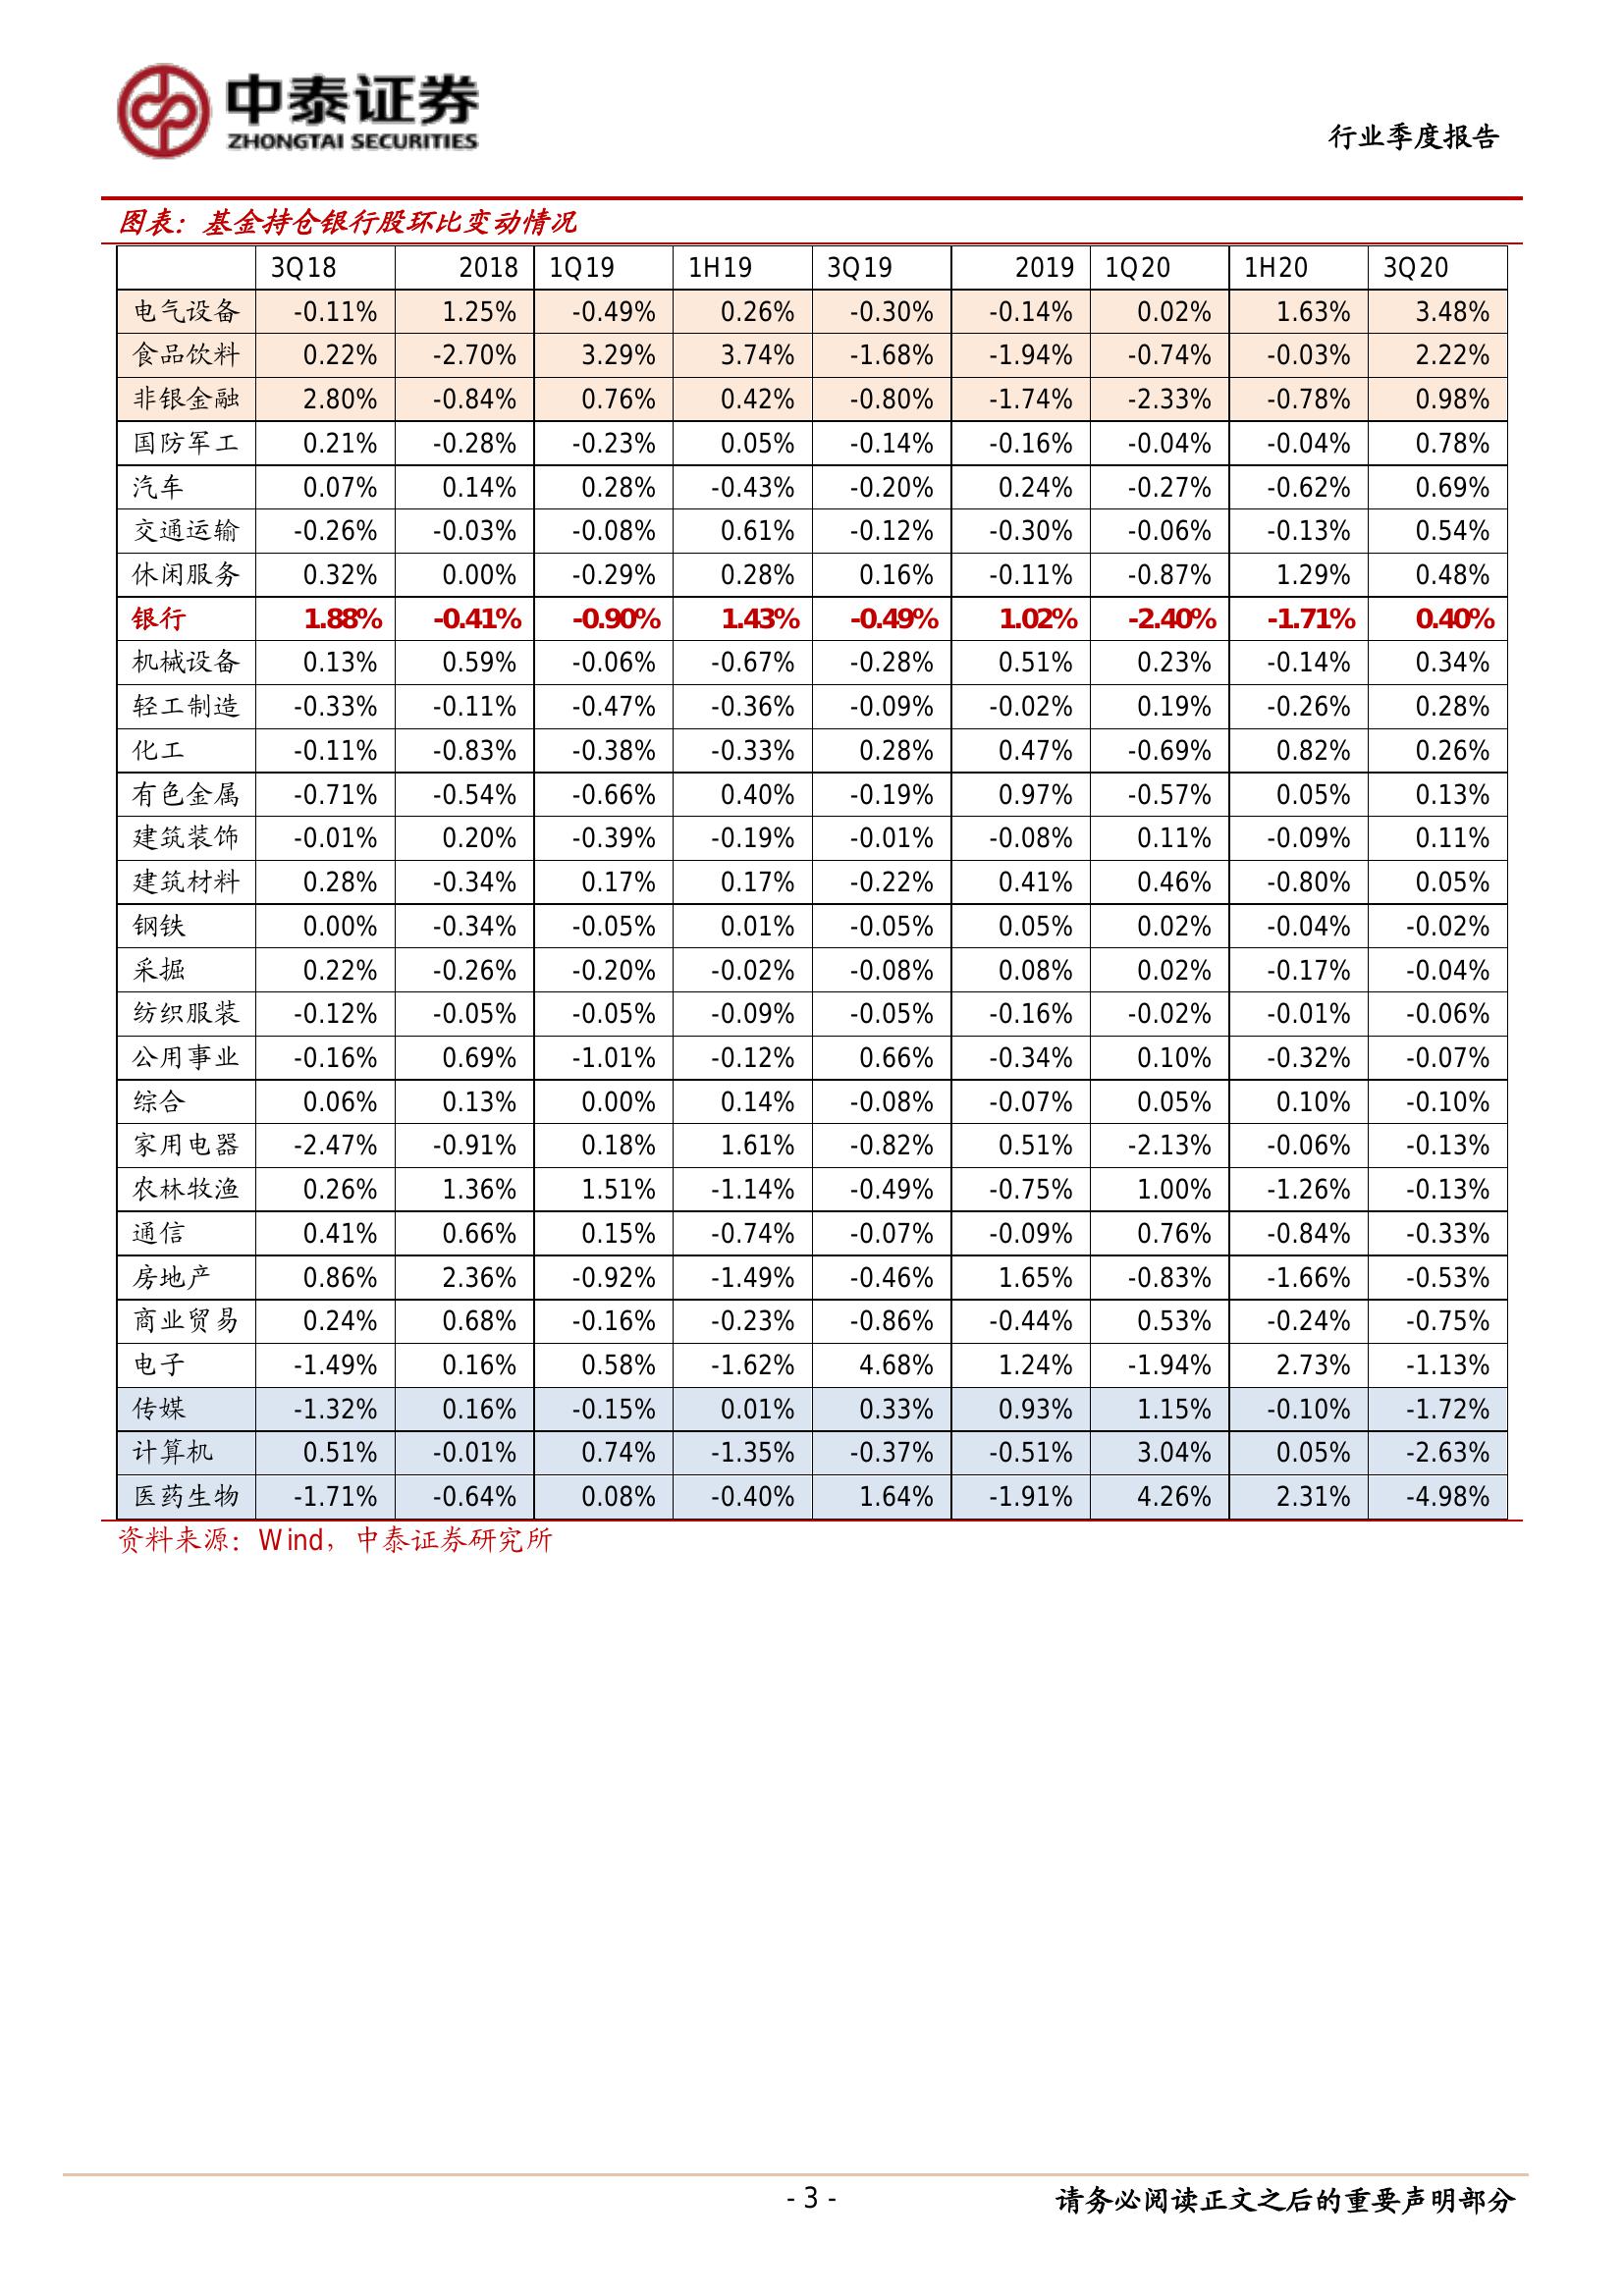 中泰证券
ZHONGTAI SECURITIES
行业季度报告
图表：基金持仓银行股环比变动情况
3Q18 2018 1Q19 1H19 3Q19 2019 1Q20 1H20 3Q20
电气设备 -0.11% 1.25% -0.49% 0.26% -0.30% -0.14% 0.02% 1.63% 3.48%
食品饮料 0.22% -2.70% 3.29% 3.74% -1.68% -1.94% -0.74% -0.03% 2.22%
非银金融 2.80% -0.84% 0.76% 0.42% -0.80% -1.74% -2.33% -0.78% 0.98%
国防军工 0.21% -0.28% -0.23% 0.05% -0.14% -0.16% -0.04% -0.04% 0.78%
汽车 0.07% 0.14% 0.28% -0.43% -0.20% 0.24% -0.27% -0.62% 0.69%
交通运输 -0.26% -0.03% -0.08% 0.61% -0.12% -0.30% -0.06% -0.13% 0.54%
休闲服务 0.32% 0.00% -0.29% 0.28% 0.16% -0.11% -0.87% 1.29% 0.48%
银行 1.88% -0.41% -0.90% 1.43% -0.49% 1.02% -2.40% -1.71% 0.40%
机械设备 0.13% 0.59% -0.06% -0.67% -0.28% 0.51% 0.23% -0.14% 0.34%
轻工制造 -0.33% -0.11% -0.47% -0.36% -0.09% -0.02% 0.19% -0.26% 0.28%
化工 -0.11% -0.83% -0.38% -0.33% 0.28% 0.47% -0.69% 0.82% 0.26%
有色金属 -0.71% -0.54% -0.66% 0.40% -0.19% 0.97% -0.57% 0.05% 0.13%
建筑装饰 -0.01% 0.20% -0.39% -0.19% -0.01% -0.08% 0.11% -0.09% 0.11%
建筑材料 0.28% -0.34% 0.17% 0.17% -0.22% 0.41% 0.46% -0.80% 0.05%
钢铁 0.00% -0.34% -0.05% 0.01% -0.05% 0.05% 0.02% -0.04% -0.02%
采掘 0.22% -0.26% -0.20% -0.02% -0.08% 0.08% 0.02% -0.17% -0.04%
纺织服装 -0.12% -0.05% -0.05% -0.09% -0.05% -0.16% -0.02% -0.01% -0.06%
公用事业 -0.16% 0.69% -1.01% -0.12% 0.66% -0.34% 0.10% -0.32% -0.07%
综合 0.06% 0.13% 0.00% 0.14% -0.08% -0.07% 0.05% 0.10% -0.10%
家用电器 -2.47% -0.91% 0.18% 1.61% -0.82% 0.51% -2.13% -0.06% -0.13%
农林牧渔 0.26% 1.36% 1.51% -1.14% -0.49% -0.75% 1.00% -1.26% -0.13%
通信 0.41% 0.66% 0.15% -0.74% -0.07% -0.09% 0.76% -0.84% -0.33%
房地产 0.86% 2.36% -0.92% -1.49% -0.46% 1.65% -0.83% -1.66% -0.53%
商业贸易 0.24% 0.68% -0.16% -0.23% -0.86% -0.44% 0.53% -0.24% -0.75%
电子 -1.49% 0.16% 0.58% -1.62% 4.68% 1.24% -1.94% 2.73% -1.13%
传媒 -1.32% 0.16% -0.15% 0.01% 0.33% 0.93% 1.15% -0.10% -1.72%
计算机 0.51% -0.01% 0.74% -1.35% -0.37% -0.51% 3.04% 0.05% -2.63%
医药生物 -1.71% -0.64% 0.08% -0.40% 1.64% -1.91% 4.26% 2.31% -4.98%
资料来源：Wind，中泰证券研究所
- 3 -
请务必阅读正文之后的重要声明部分